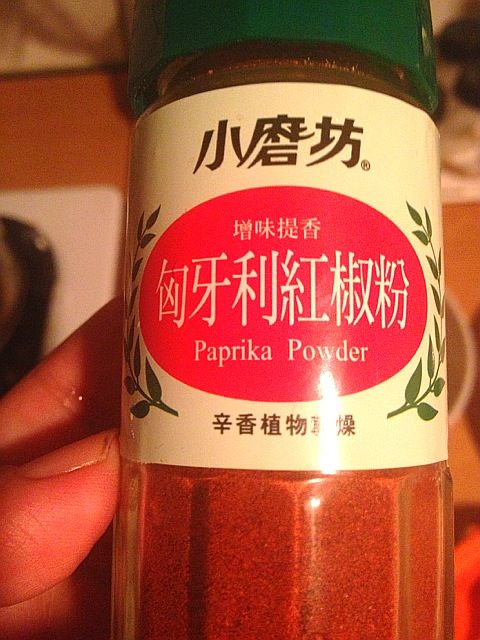 小磨坊®
增味提香
匈牙利紅椒粉
Paprika Powder
辛香植物乾燥